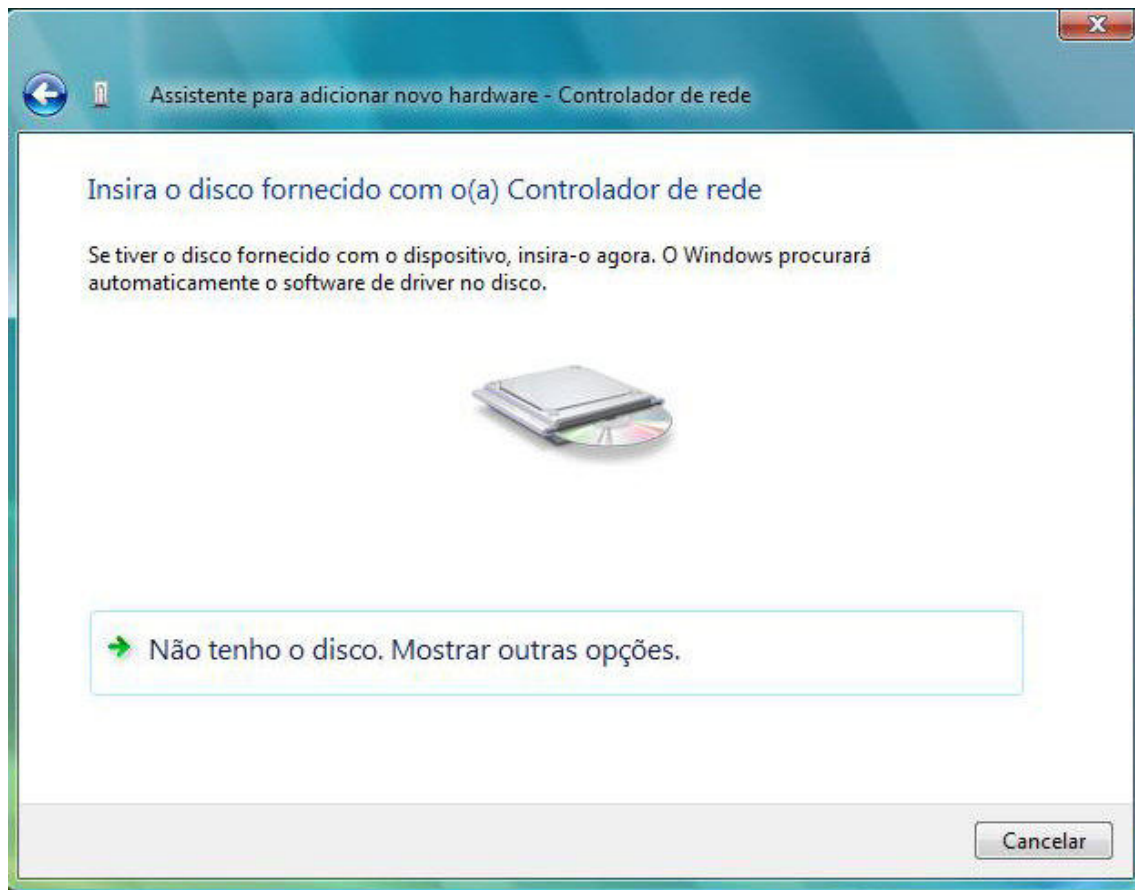 X
Assistente para adicionar novo hardware - Controlador de rede
Insira o disco fornecido com o(a) Controlador de rede
Se tiver o disco fornecido com o dispositivo, insira-o agora. O Windows procurará
automaticamente o software de driver no disco.
Não tenho o disco. Mostrar outras opções.
Cancelar